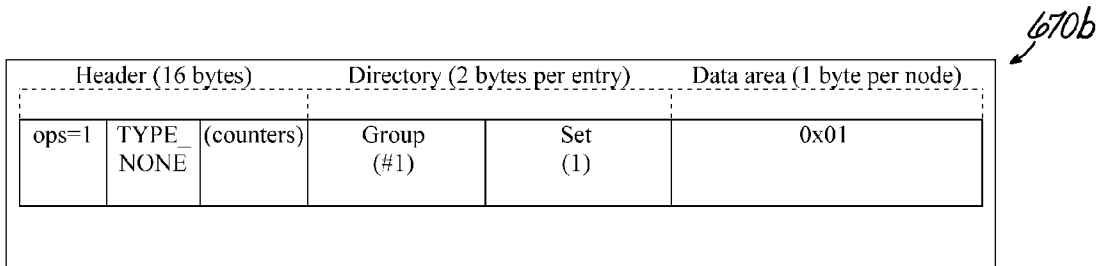 670b
Header (16 bytes) Directory (2 bytes per entry) Data area (1 byte per node)
ops=1 TYPE_ (counters) Group Set 0x01
NONE (#1) (1)